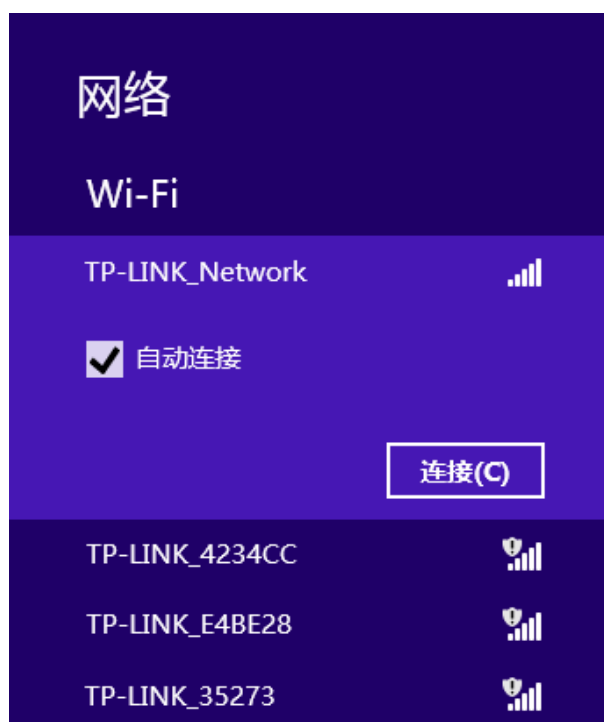 网络
Wi-Fi
TP-LINK_Network
自动连接
连接(C)
TP-LINK_4234CC
TP-LINK_E4BE28
TP-LINK_35273